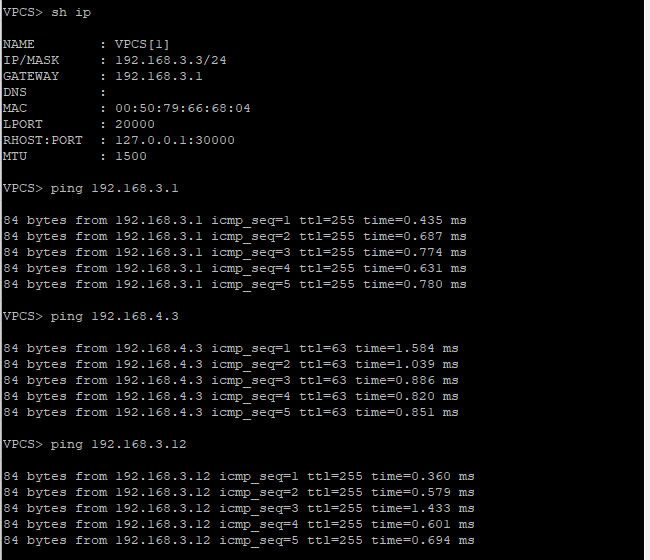 VPCS> sh ip
NAME : VPCS[1]
IP/MASK : 192.168.3.3/24
GATEWAY : 192.168.3.1
DNS :
MAC : 00:50:79:66:68:04
LPORT : 20000
RHOST:PORT : 127.0.0.1:30000
MTU : 1500
VPCS> ping 192.168.3.1
84 bytes from 192.168.3.1 icmp_seq=1 ttl=255 time=0.435 ms
84 bytes from 192.168.3.1 icmp_seq=2 ttl=255 time=0.687 ms
84 bytes from 192.168.3.1 icmp_seq=3 ttl=255 time=0.774 ms
84 bytes from 192.168.3.1 icmp_seq=4 ttl=255 time=0.631 ms
84 bytes from 192.168.3.1 icmp_seq=5 ttl=255 time=0.780 ms
VPCS> ping 192.168.4.3
84 bytes from 192.168.4.3 icmp_seq=1 ttl=63 time=1.584 ms
84 bytes from 192.168.4.3 icmp_seq=2 ttl=63 time=1.039 ms
84 bytes from 192.168.4.3 icmp_seq=3 ttl=63 time=0.886 ms
84 bytes from 192.168.4.3 icmp_seq=4 ttl=63 time=0.820 ms
84 bytes from 192.168.4.3 icmp_seq=5 ttl=63 time=0.851 ms
VPCS> ping 192.168.3.12
84 bytes from 192.168.3.12 icmp_seq=1 ttl=255 time=0.360 ms
84 bytes from 192.168.3.12 icmp_seq=2 ttl=255 time=0.579 ms
84 bytes from 192.168.3.12 icmp_seq=3 ttl=255 time=1.433 ms
84 bytes from 192.168.3.12 icmp_seq=4 ttl=255 time=0.601 ms
84 bytes from 192.168.3.12 icmp_seq=5 ttl=255 time=0.694 ms